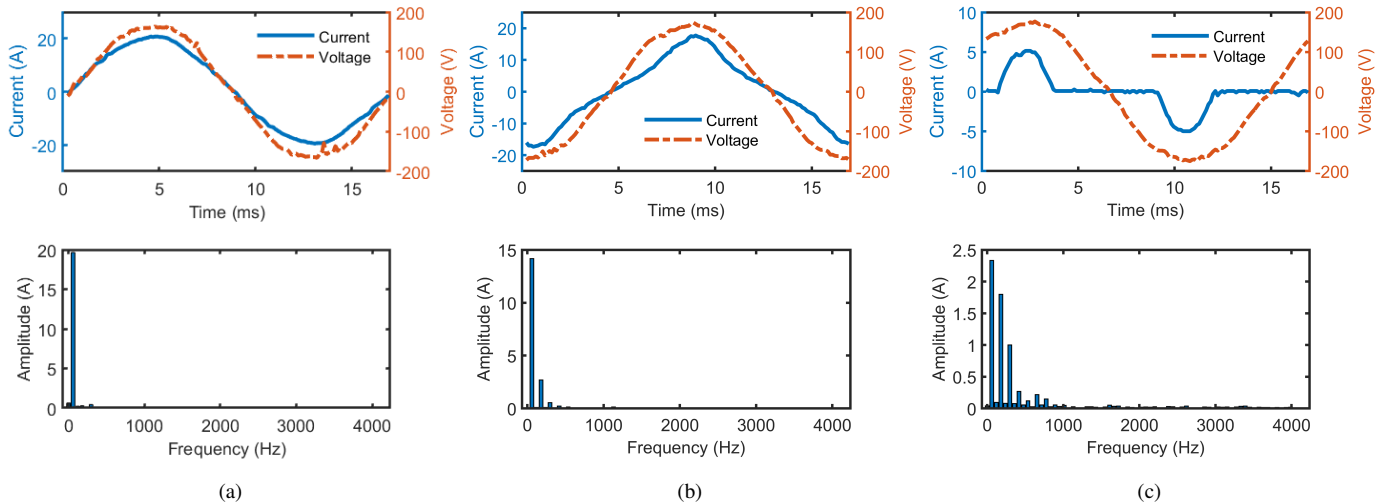 20
0
-20
Current (A)
200
100
0
-100
-200
Voltage (V)
Current
Voltage
0
5
10
15
Time (ms)
20
10
0
-10
-20
Current (A)
200
100
0
-100
-200
Voltage (V)
Current
Voltage
0
5
10
15
Time (ms)
10
5
0
-5
-10
Current (A)
200
100
0
-100
-200
Voltage (V)
Current
Voltage
0
5
10
15
Time (ms)
20
15
10
5
0
Amplitude (A)
0
1000
2000
3000
4000
Frequency (Hz)
15
10
5
0
Amplitude (A)
0
1000
2000
3000
4000
Frequency (Hz)
2.5
2
1.5
1
0.5
0
Amplitude (A)
0
1000
2000
3000
4000
Frequency (Hz)
(a)
(b)
(c)